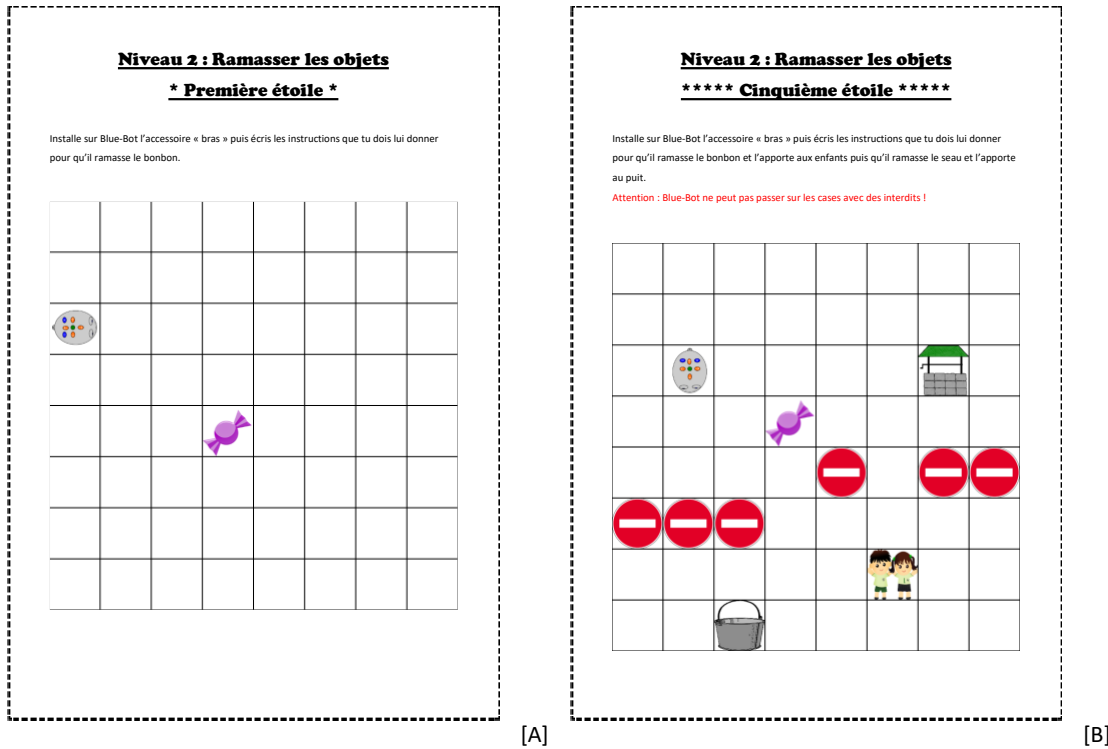 Niveau 2 : Ramasser les objets
* Première étoile *
Installe sur Blue-Bot l'accessoire « bras » puis écris les instructions que tu dois lui donner
pour qu'il ramasse le bonbon.
[A]
Niveau 2 : Ramasser les objets
***** Cinquième étoile *****
Installe sur Blue-Bot l'accessoire « bras » puis écris les instructions que tu dois lui donner
pour qu'il ramasse le bonbon et l'apporte aux enfants puis qu'il ramasse le seau et l'apporte
au puit.
Attention : Blue-Bot ne peut pas passer sur les cases avec des interdits !
[B]